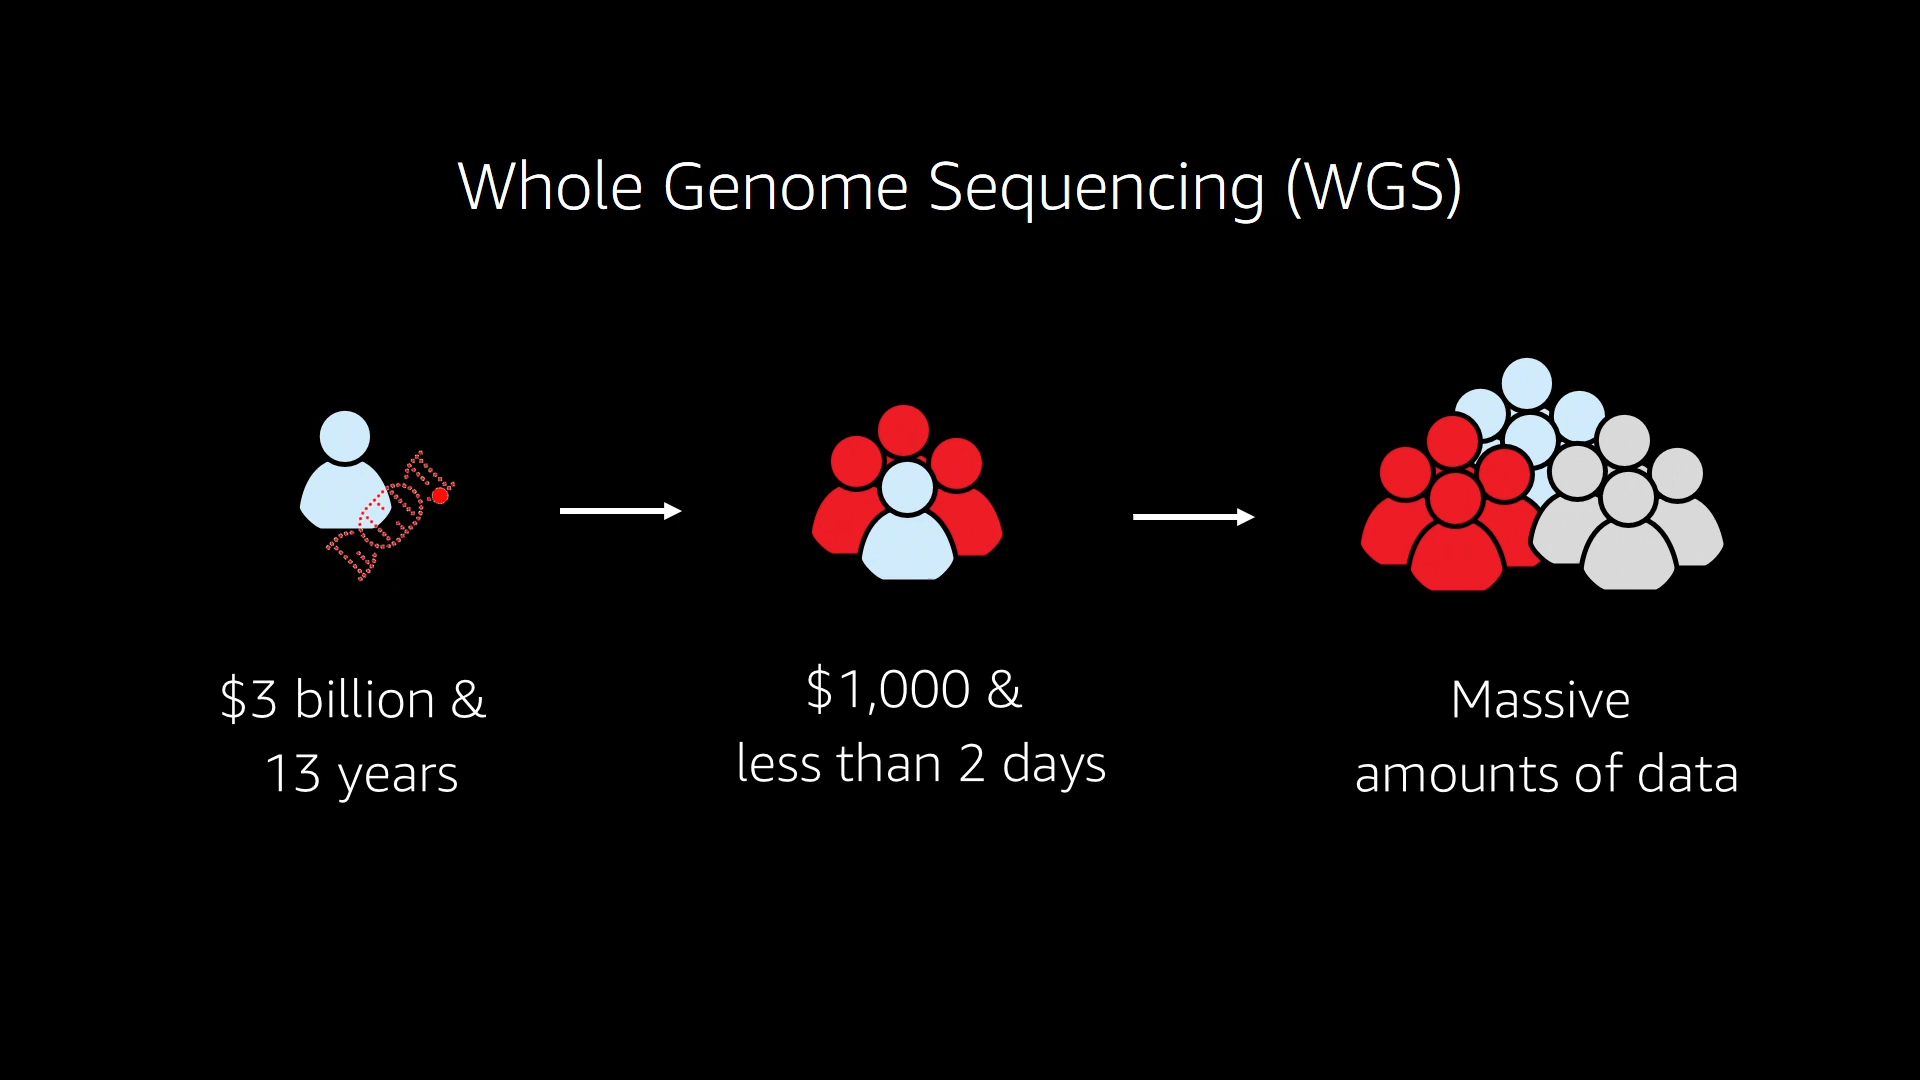 Whole Genome Sequencing (WGS)
$3 billion &
13 years
$1,000 &
less than 2 days
Massive
amounts of data